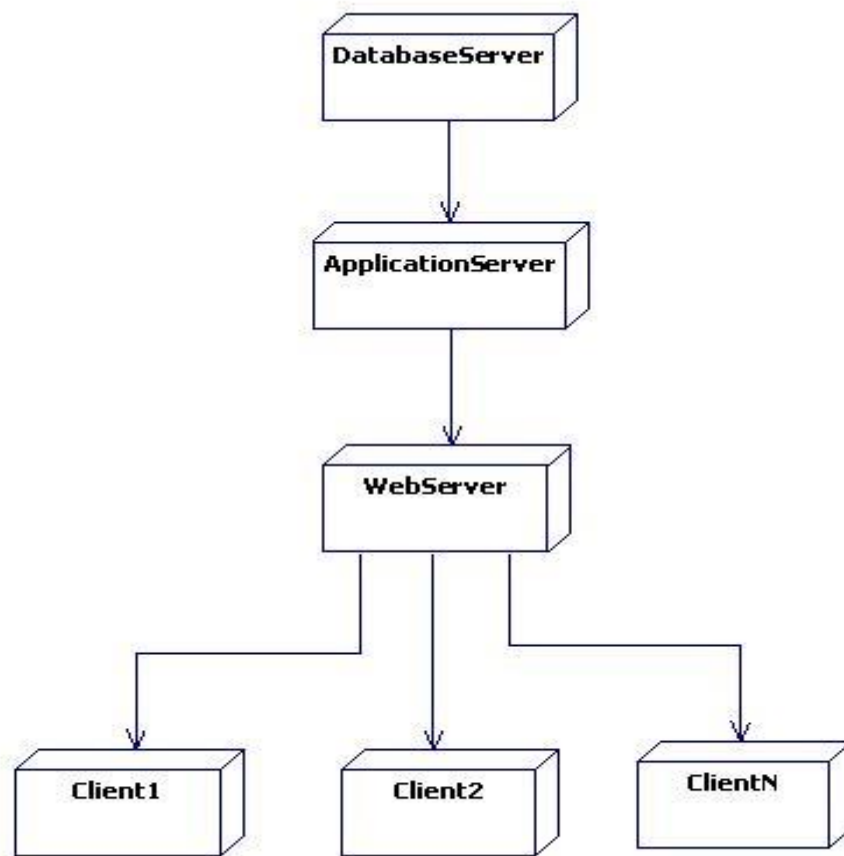 DatabaseServer
ApplicationServer
WebServer
Client1
Client2
ClientN